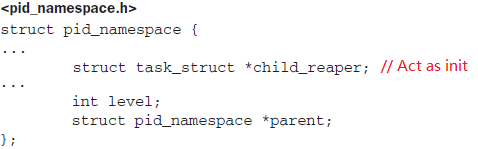 <pid_namespace.h>
struct pid_namespace {
...
struct task_struct *child_reaper; // Act as init
...
int level;
struct pid_namespace *parent;
};